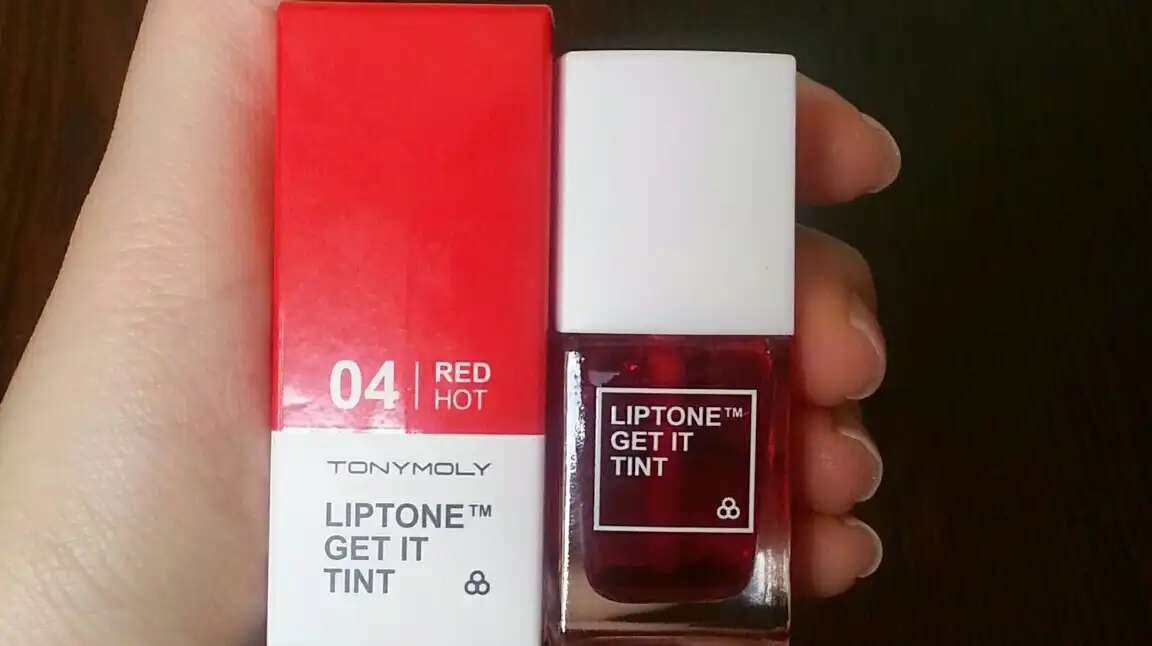 04 | RED
HOT
TONYMOLY
LIPTONE™
GET IT
TINT
LIPTONE™
GET IT
TINT